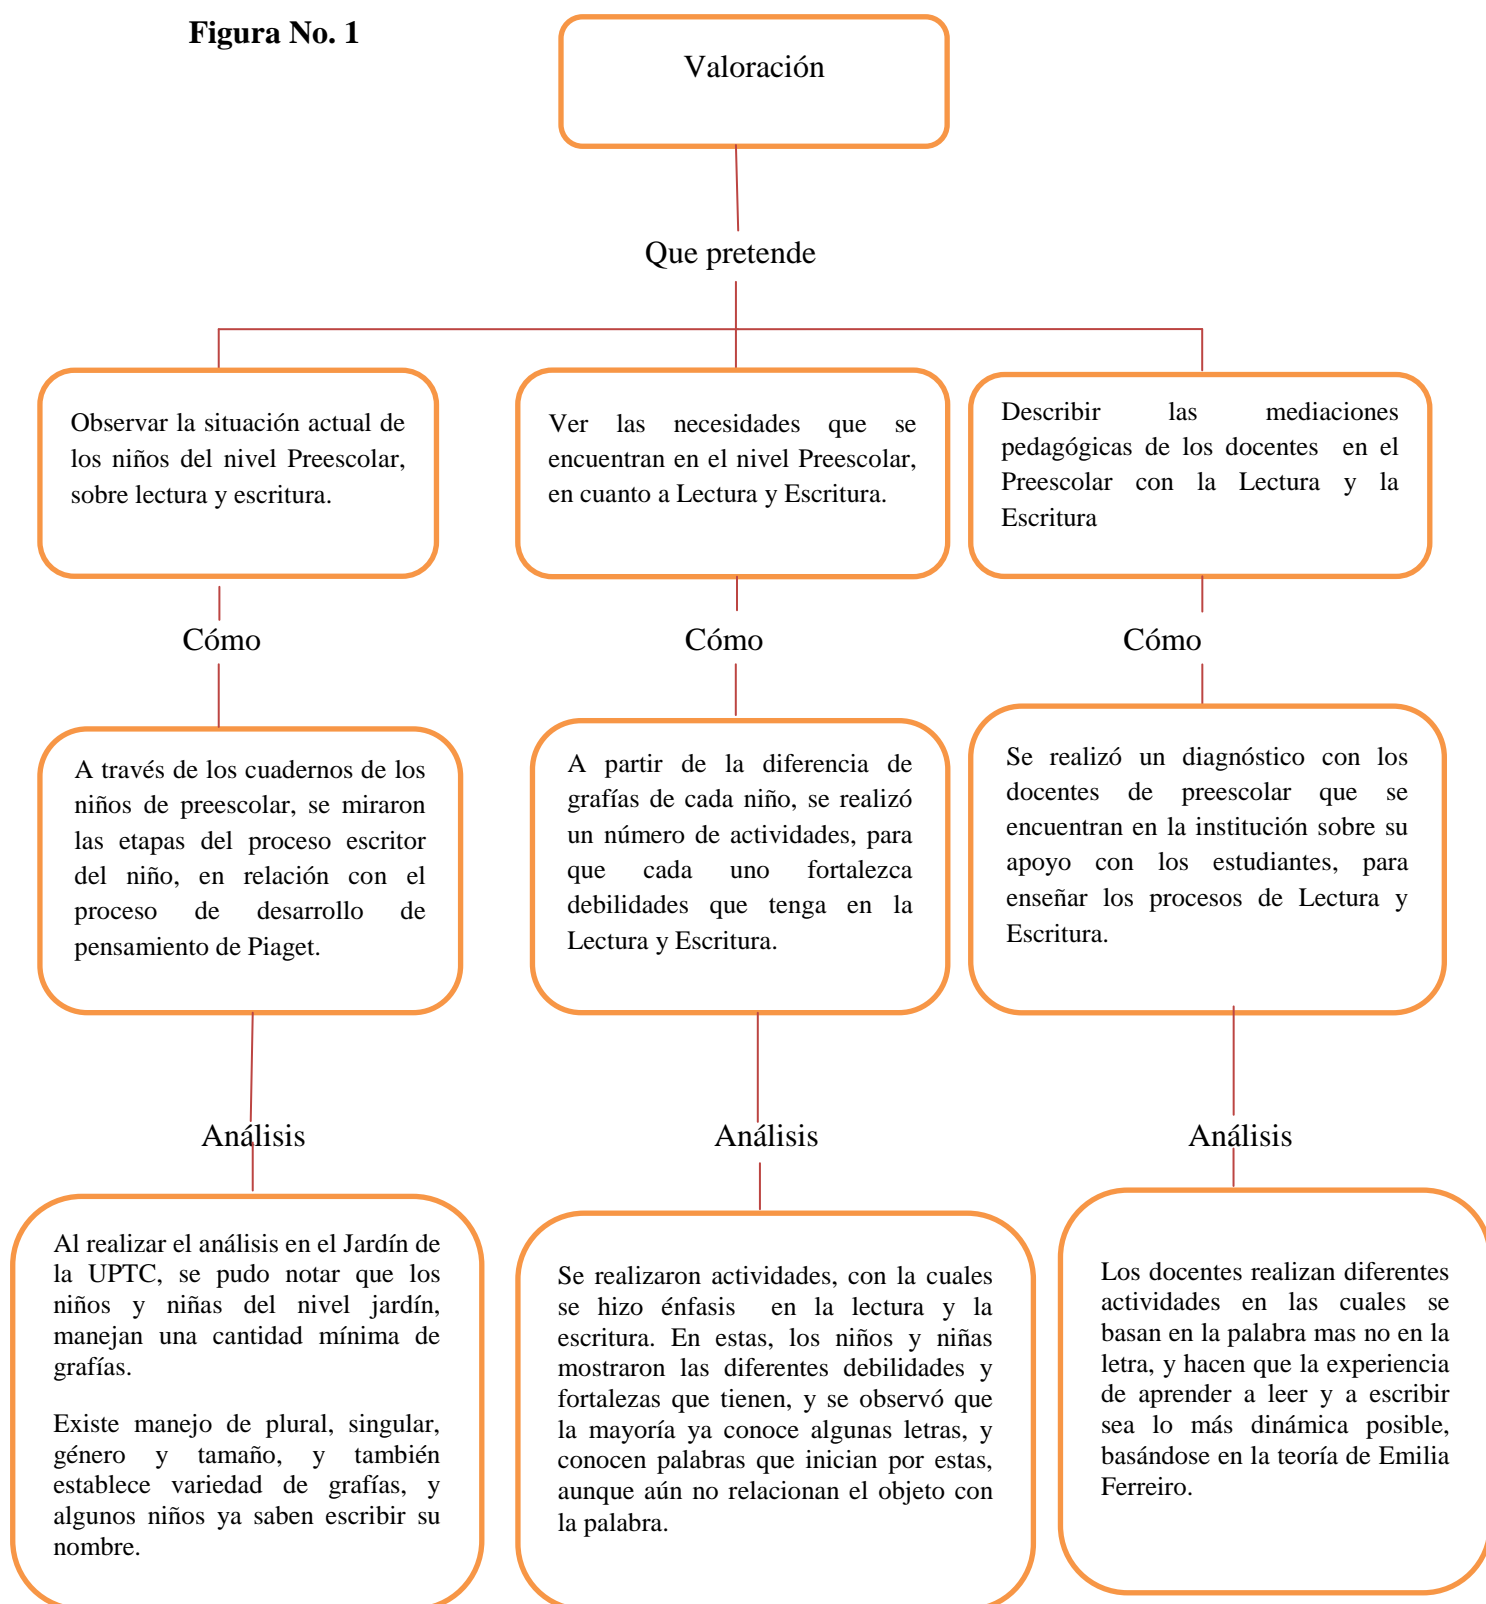 Figura No. 1
Valoración
Que pretende
Observar la situación actual de
los niños del nivel Preescolar,
sobre lectura y escritura.
Ver las necesidades que se
encuentran en el nivel Preescolar,
en cuanto a Lectura y Escritura.
Describir las mediaciones
pedagógicas de los docentes en el
Preescolar con la Lectura y la
Escritura
Cómo
Cómo
Cómo
A través de los cuadernos de los
niños de preescolar, se miraron
las etapas del proceso escritor
del niño, en relación con el
proceso de desarrollo de
pensamiento de Piaget.
A partir de la diferencia de
grafías de cada niño, se realizó
un número de actividades, para
que cada uno fortalezca
debilidades que tenga en la
Lectura y Escritura.
Se realizó un diagnóstico con los
docentes de preescolar que se
encuentran en la institución sobre su
apoyo con los estudiantes, para
enseñar los procesos de Lectura y
Escritura.
Análisis
Análisis
Análisis
Al realizar el análisis en el Jardín de
la UPTC, se pudo notar que los
niños y niñas del nivel jardín,
manejan una cantidad mínima de
grafías.
Existe manejo de plural, singular,
género y tamaño, y también
establece variedad de grafías, y
algunos niños ya saben escribir su
nombre.
Se realizaron actividades, con la cuales
se hizo énfasis en la lectura y la
escritura. En estas, los niños y niñas
mostraron las diferentes debilidades y
fortalezas que tienen, y se observó que
la mayoría ya conoce algunas letras, y
conocen palabras que inician por estas,
aunque aún no relacionan el objeto con
la palabra.
Los docentes realizan diferentes
actividades en las cuales se
basan en la palabra mas no en la
letra, y hacen que la experiencia
de aprender a leer y a escribir
sea lo más dinámica posible,
basándose en la teoría de Emilia
Ferreiro.